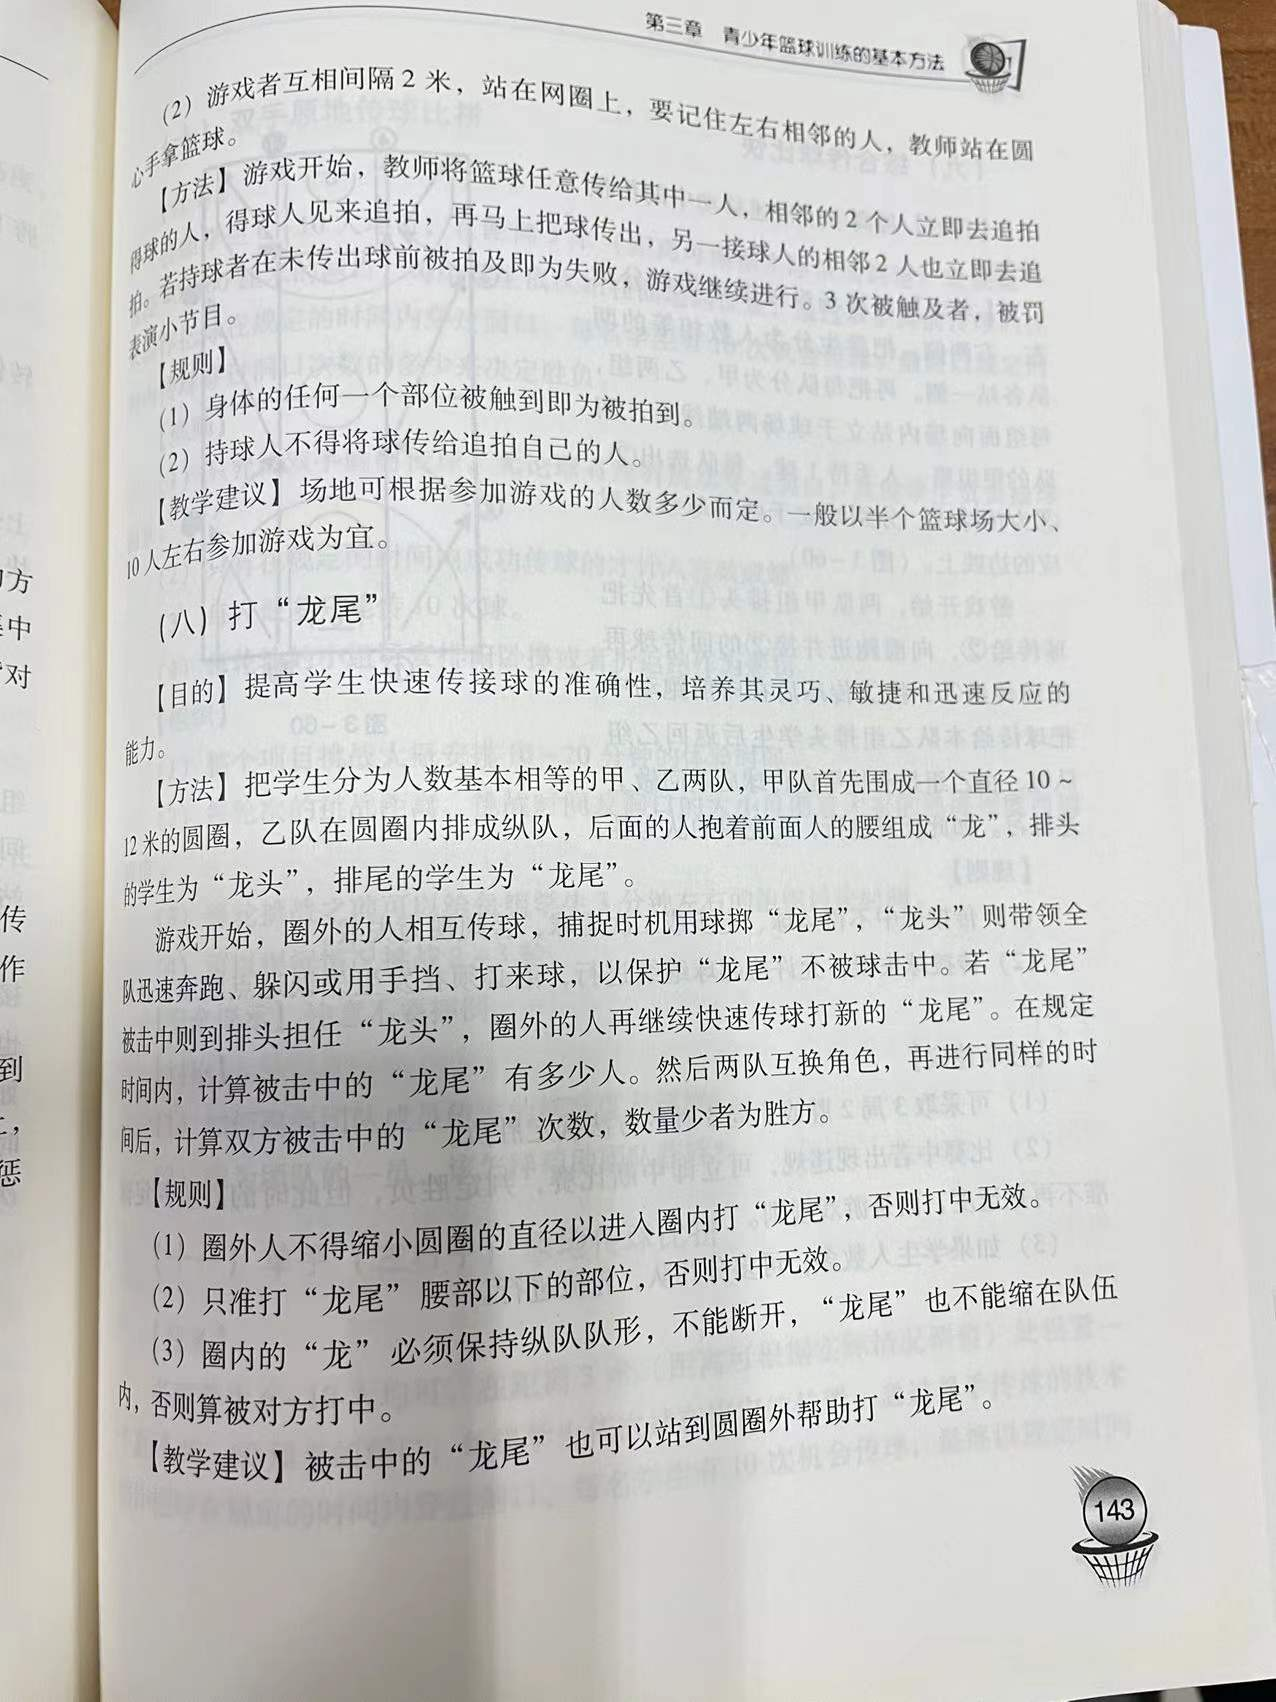 第三章 青少年篮球训练的基本方法
(2) 游戏者互相间隔2米，站在网圈上，要记住左右相邻的人，教师站在圆
心手拿篮球。
【方法】游戏开始，教师将篮球任意传给其中一人，相邻的2个人立即去追拍
得球的人，得球人见来追拍，再马上把球传出，另一接球人的相邻2人也立即去追
拍。若持球者在未传出球前被拍及即为失败，游戏继续进行。3次被触及者，被罚
表演小节目。
【规则】
(1) 身体的任何一个部位被触到即为被拍到。
(2) 持球人不得将球传给追拍自己的人。
【教学建议】场地可根据参加游戏的人数多少而定。一般以半个篮球场大小、
10人左右参加游戏为宜。
(八) 打“龙尾”
【目的】提高学生快速传接球的准确性，培养其灵巧、敏捷和迅速反应的
能力。
【方法】把学生分为人数基本相等的甲、乙两队，甲队首先围成一个直径10～
12米的圆圈，乙队在圆圈内排成纵队，后面的人抱着前面人的腰组成“龙”，排头
的学生为“龙头”，排尾的学生为“龙尾”。
游戏开始，圈外的人相互传球，捕捉时机用球掷“龙尾”，“龙头”则带领全
队迅速奔跑、躲闪或用手挡、打来球，以保护“龙尾”不被球击中。若“龙尾”
被击中则到排头担任“龙头”，圈外的人再继续快速传球打新的“龙尾”。在规定
时间内，计算被击中的“龙尾”有多少人。然后两队互换角色，再进行同样的时
间后，计算双方被击中的“龙尾”次数，数量少者为胜方。
【规则】
(1) 圈外人不得缩小圆圈的直径以进入圈内打“龙尾”，否则打中无效。
(2) 只准打“龙尾”腰部以下的部位，否则打中无效。
(3) 圈内的“龙”必须保持纵队队形，不能断开，“龙尾”也不能缩在队伍
内，否则算被对方打中。
【教学建议】被击中的“龙尾”也可以站到圆圈外帮助打“龙尾”。
143